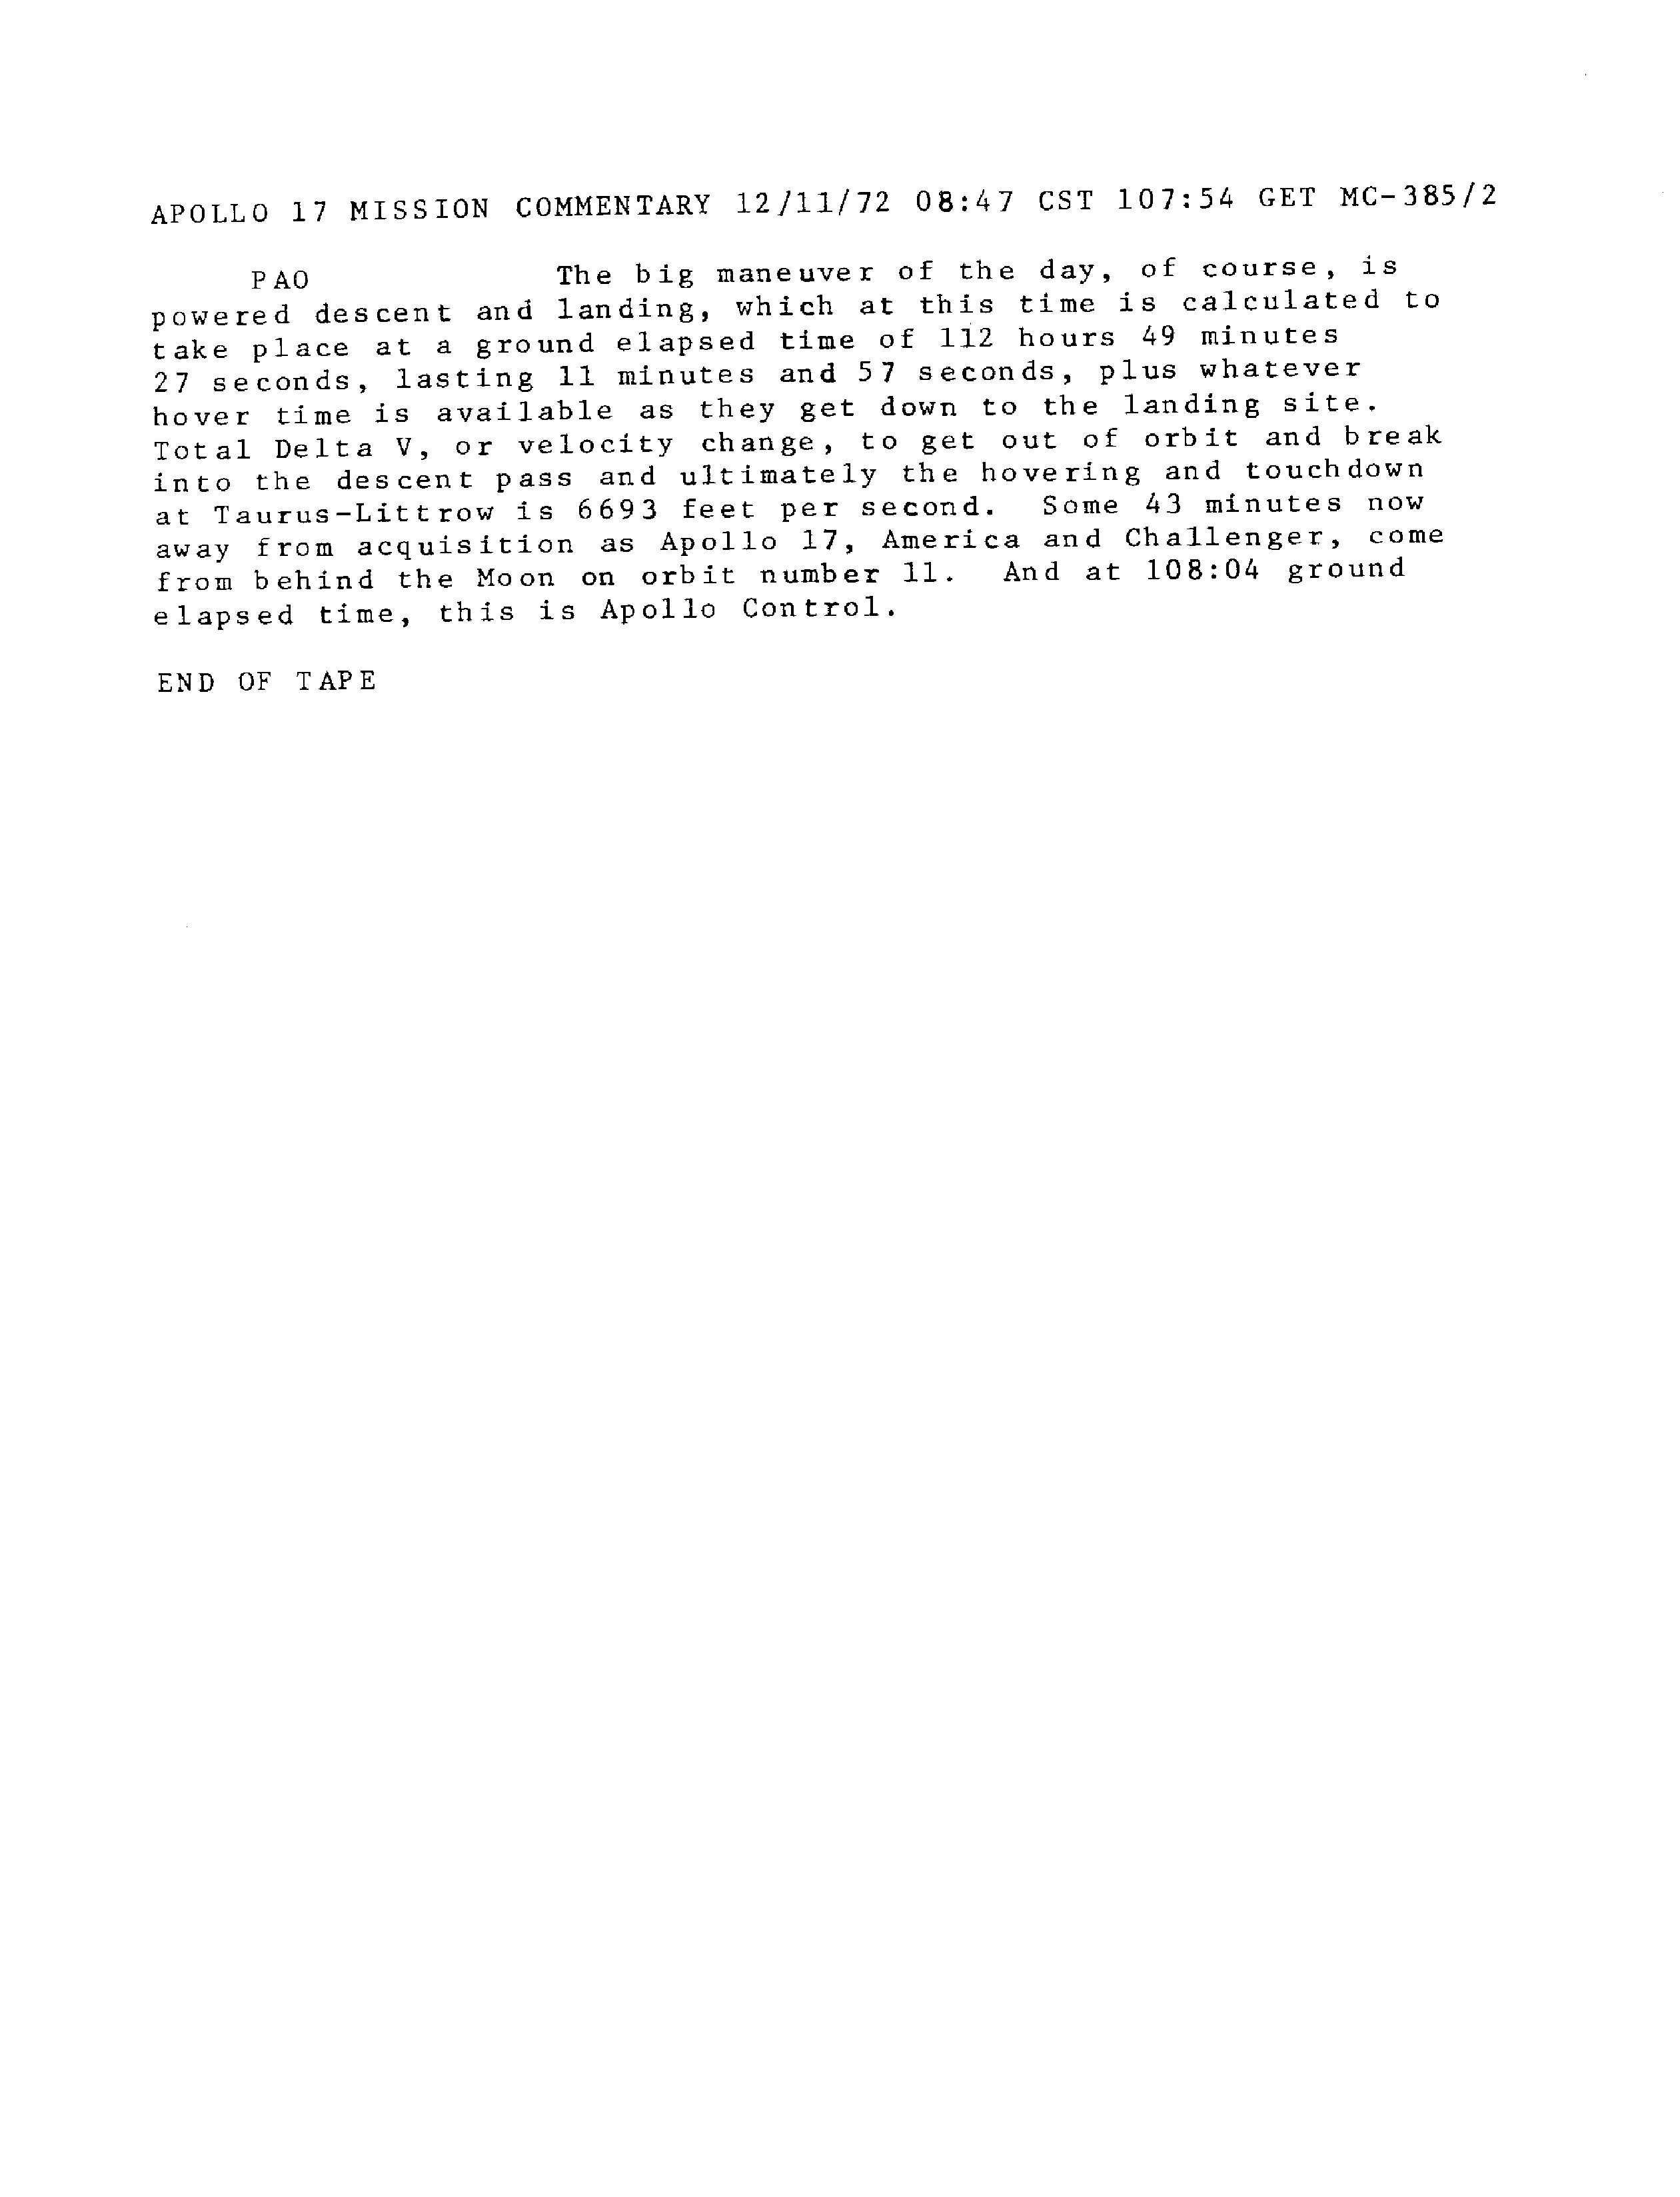 APOLLO 17 MISSION COMMENTARY 12/11/72 08:47 CST 107:54 GET MC-385/2
PAO The big maneuver of the day, of course, is
powered descent and landing, which at this time is calculated to
take place at a ground elapsed time of 112 hours 49 minutes
27 seconds, lasting 11 minutes and 57 seconds, plus whatever
hover time is available as they get down to the landing site.
Total Delta V, or velocity change, to get out of orbit and break
into the descent pass and ultimately the hovering and touchdown
at Taurus-Littrow is 6693 feet per second. Some 43 minutes now
away from acquisition as Apollo 17, America and Challenger, come
from behind the Moon on orbit number 11. And at 108:04 ground
elapsed time, this is Apollo Control.
END OF TAPE